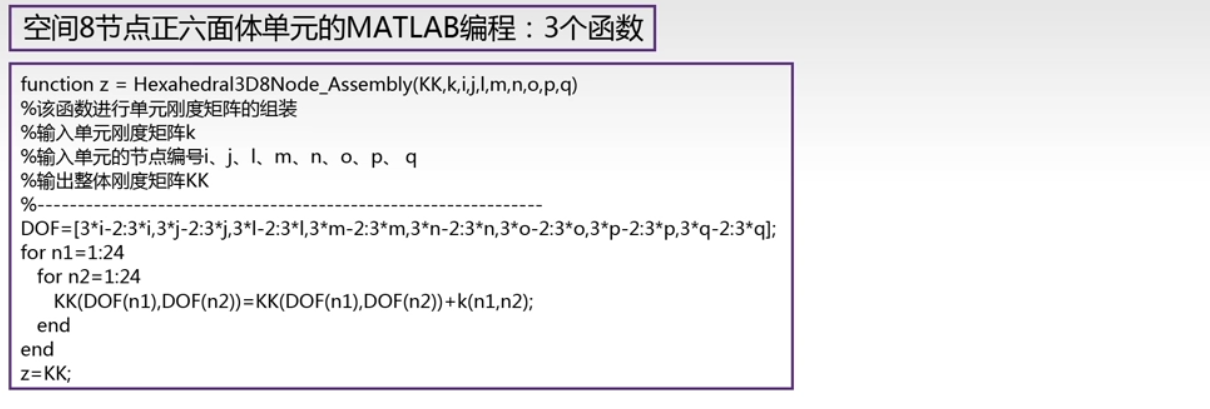 空间8节点正六面体单元的MATLAB编程：3个函数
function z = Hexahedral3D8Node_Assembly(KK,k,i,j,l,m,n,o,p,q)
%该函数进行单元刚度矩阵的组装
%输入单元刚度矩阵k
%输入单元的节点编号i、j、l、m、n、o、p、 q
%输出整体刚度矩阵KK
%---------------------------------------------------------------
DOF=[3*i-2:3*i,3*j-2:3*j,3*l-2:3*l,3*m-2:3*m,3*n-2:3*n,3*o-2:3*o,3*p-2:3*p,3*q-2:3*q];
for n1=1:24
for n2=1:24
KK(DOF(n1),DOF(n2))=KK(DOF(n1),DOF(n2))+k(n1,n2);
end
end
z=KK;